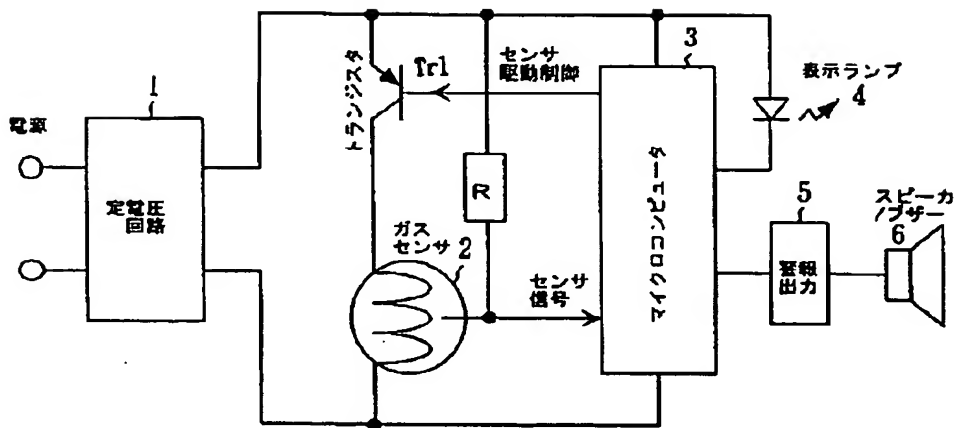 電源
1
定電圧
回路
トランジスタ
Tr1
センサ
駆動制御
R
ガス
センサ
2
センサ
信号
3
マイクロコンピュータ
表示ランプ
4
5
警報
出力
スピーカ
/ブザー
6